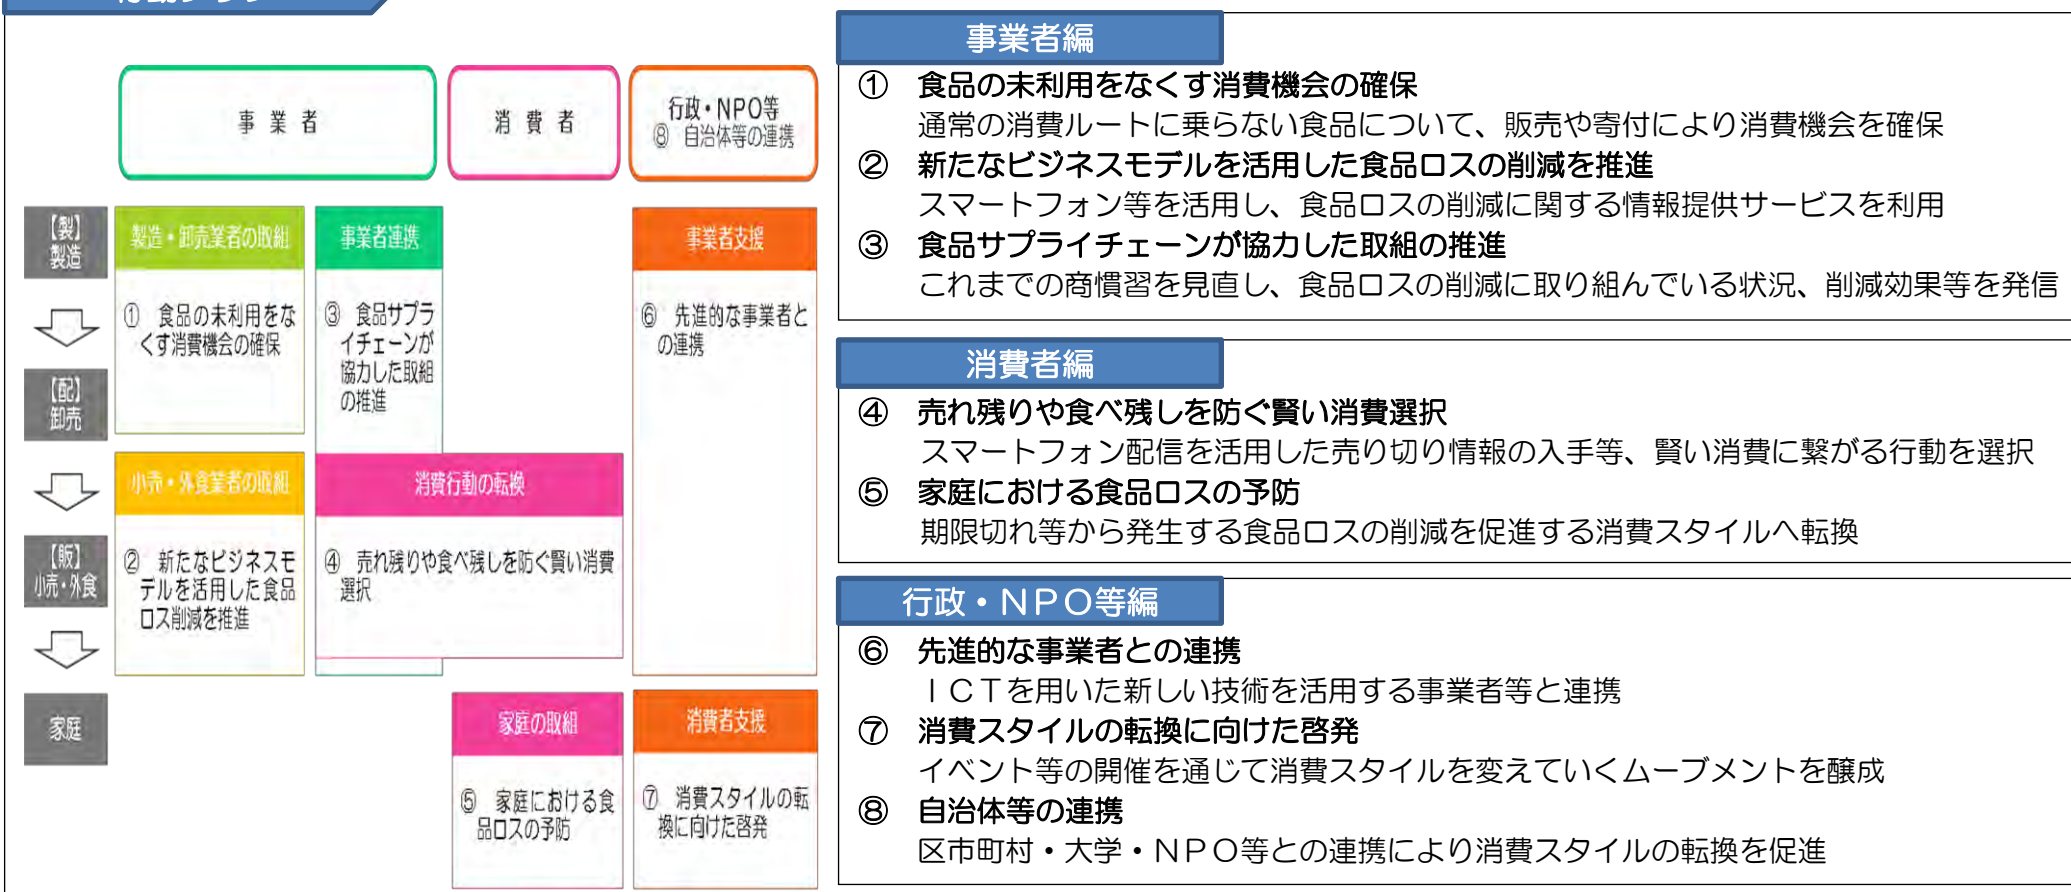 事業者
消費者
行政・NPO等
⑧ 自治体等の連携
【製】
製造
製造・卸売業者の取組
事業者連携
事業者支援
① 食品の未利用をな
くす消費機会の確保
③ 食品サプラ
イチェーンが
協力した取組
の推進
⑥ 先進的な事業者と
の連携
【配】
卸売
小売・外食業者の取組
消費行動の転換
【販】
小売・外食
② 新たなビジネスモ
デルを活用した食品
ロス削減を推進
④ 売れ残りや食べ残しを防ぐ賢い消費
選択
家庭
家庭の取組
消費者支援
⑤ 家庭における食
品ロスの予防
⑦ 消費スタイルの転
換に向けた啓発
事業者編
① 食品の未利用をなくす消費機会の確保
通常の消費ルートに乗らない食品について、販売や寄付により消費機会を確保
② 新たなビジネスモデルを活用した食品ロスの削減を推進
スマートフォン等を活用し、食品ロスの削減に関する情報提供サービスを利用
③ 食品サプライチェーンが協力した取組の推進
これまでの商慣習を見直し、食品ロスの削減に取り組んでいる状況、削減効果等を発信
消費者編
④ 売れ残りや食べ残しを防ぐ賢い消費選択
スマートフォン配信を活用した売り切り情報の入手等、賢い消費に繋がる行動を選択
⑤ 家庭における食品ロスの予防
期限切れ等から発生する食品ロスの削減を促進する消費スタイルへ転換
行政・ＮＰＯ等編
⑥ 先進的な事業者との連携
ＩＣＴを用いた新しい技術を活用する事業者等と連携
⑦ 消費スタイルの転換に向けた啓発
イベント等の開催を通じて消費スタイルを変えていくムーブメントを醸成
⑧ 自治体等の連携
区市町村・大学・ＮＰＯ等との連携により消費スタイルの転換を促進